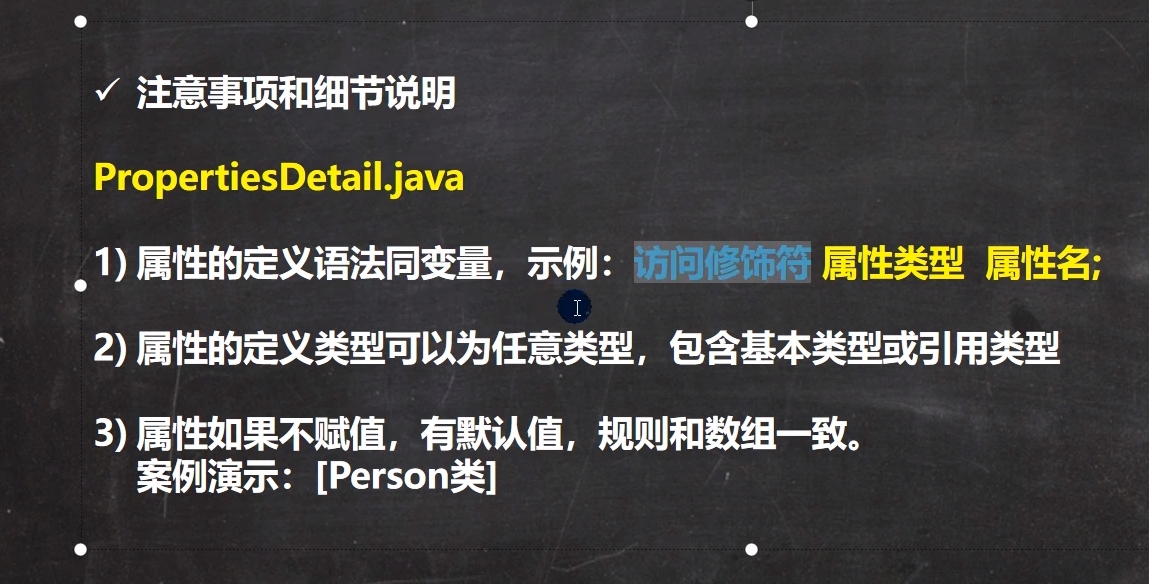 ✓ 注意事项和细节说明
PropertiesDetail.java
1) 属性的定义语法同变量，示例：访问修饰符 属性类型 属性名;
2) 属性的定义类型可以为任意类型，包含基本类型或引用类型
3) 属性如果不赋值，有默认值，规则和数组一致。
案例演示：[Person类]